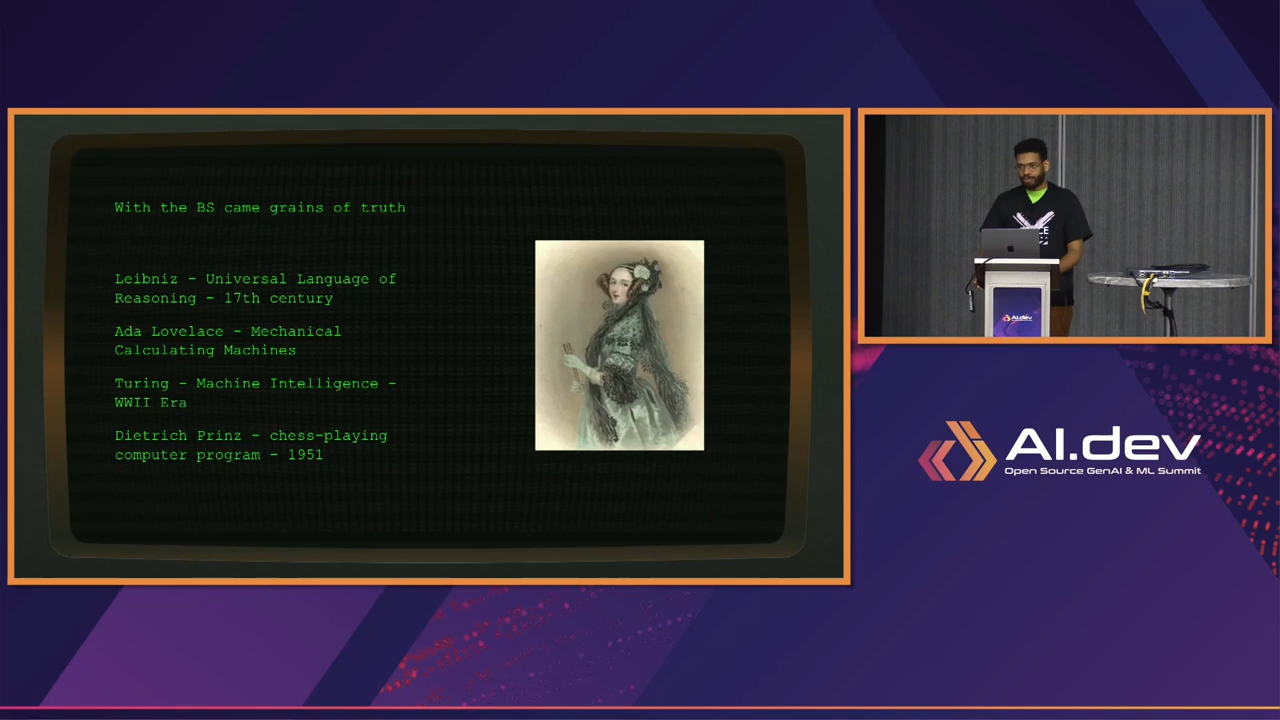 With the BS came grains of truth
Leibniz - Universal Language of
Reasoning - 17th century
Ada Lovelace - Mechanical
Calculating Machines
Turing - Machine Intelligence -
WWII Era
Dietrich Prinz - chess-playing
computer program - 1951
AI.dev
AI.dev
Open Source GenAI & ML Summit